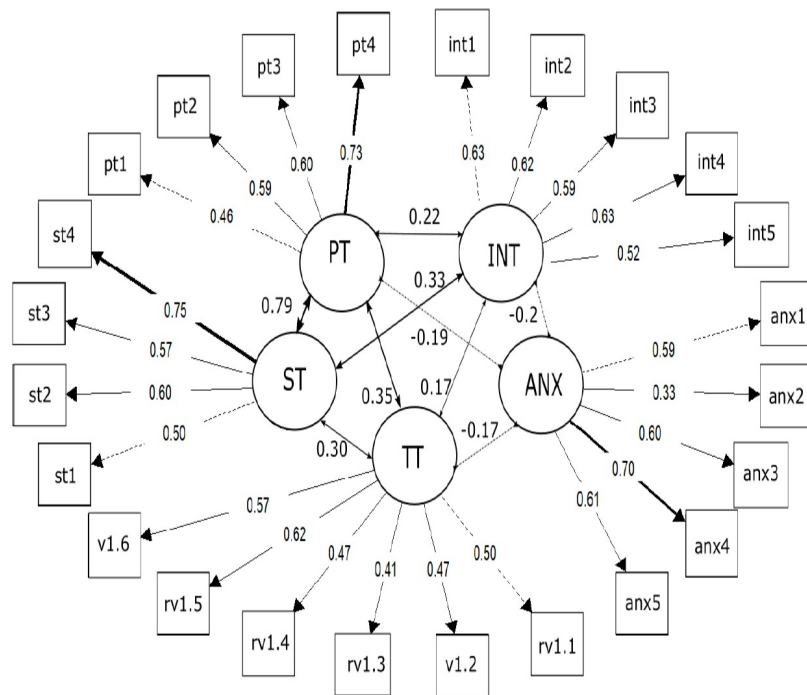 pt4
int1
pt3
int2
pt2
int3
pt1
int4
st4
int5
st3
anx1
st2
anx2
st1
anx3
v1.6
anx4
rv1.5
anx5
rv1.4
rv1.3
v1.2
rv1.1
0.73
0.63
0.60
0.62
0.59
0.59
0.46
0.63
0.52
0.22
PT
INT
0.33
0.79
-0.19
-0.2
0.75
0.57
0.60
0.50
ST
ANX
0.59
0.33
0.60
0.70
0.61
0.35
0.17
-0.17
0.30
TT
0.57
0.62
0.47
0.41
0.47
0.50